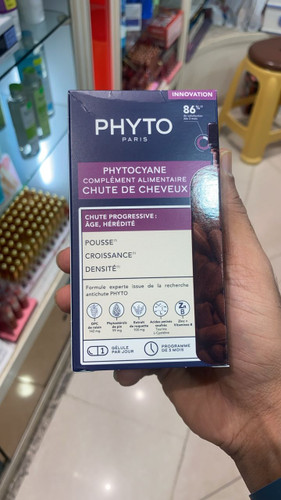 INNOVATION
86%
PHYTO
PARIS
PHYTOCYANE
COMPLÉMENT ALIMENTAIRE
CHUTE DE CHEVEUX
CHUTE PROGRESSIVE :
ÂGE, HÉRÉDITÉ
POUSSE
CROISSANCE
DENSITÉ
Formule experte issue de la recherche
antichute PHYTO
Zn
B
1 GÉLULE
PAR JOUR
PROGRAMME
DE 3 MOIS